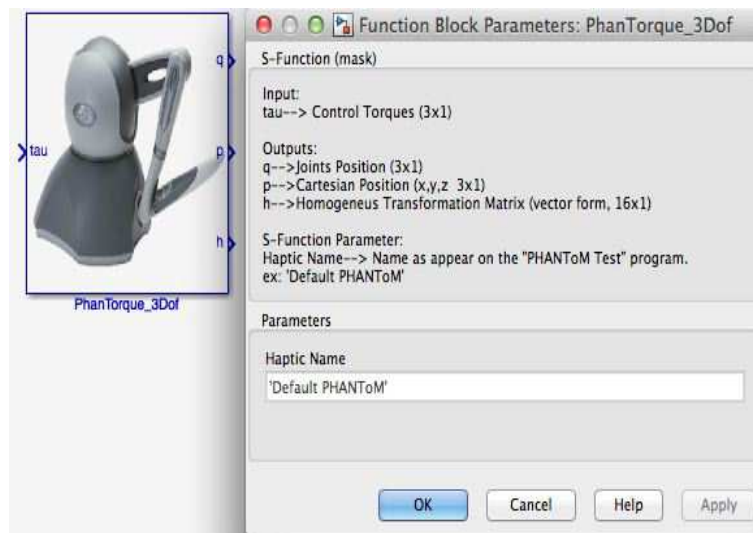 q
tau
p
h
PhanTorque_3Dof
Function Block Parameters: PhanTorque_3Dof
S-Function (mask)
Input:
tau--> Control Torques (3x1)
Outputs:
q-->Joints Position (3x1)
p-->Cartesian Position (x,y,z 3x1)
h-->Homogeneus Transformation Matrix (vector form, 16x1)
S-Function Parameter:
Haptic Name--> Name as appear on the "PHANToM Test" program.
ex: 'Default PHANToM'
Parameters
Haptic Name
'Default PHANToM'
OK Cancel Help Apply